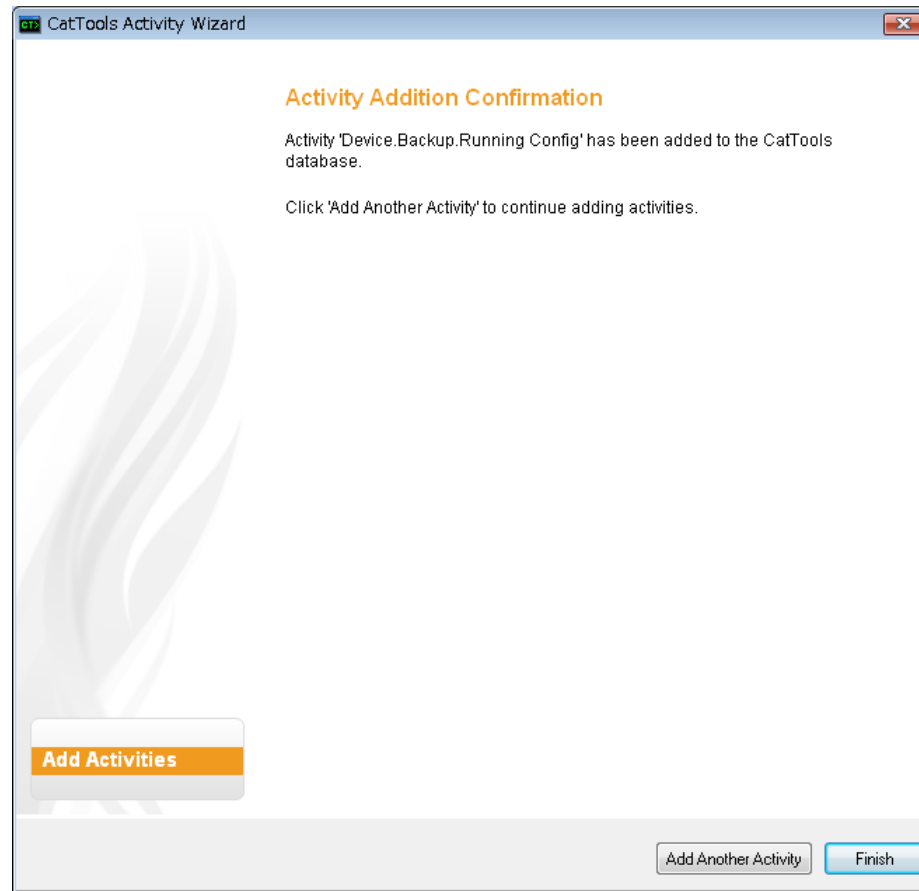 CatTools Activity Wizard
Activity Addition Confirmation
Activity 'Device.Backup.Running Config' has been added to the CatTools
database.
Click 'Add Another Activity' to continue adding activities.
Add Activities
Add Another Activity
Finish